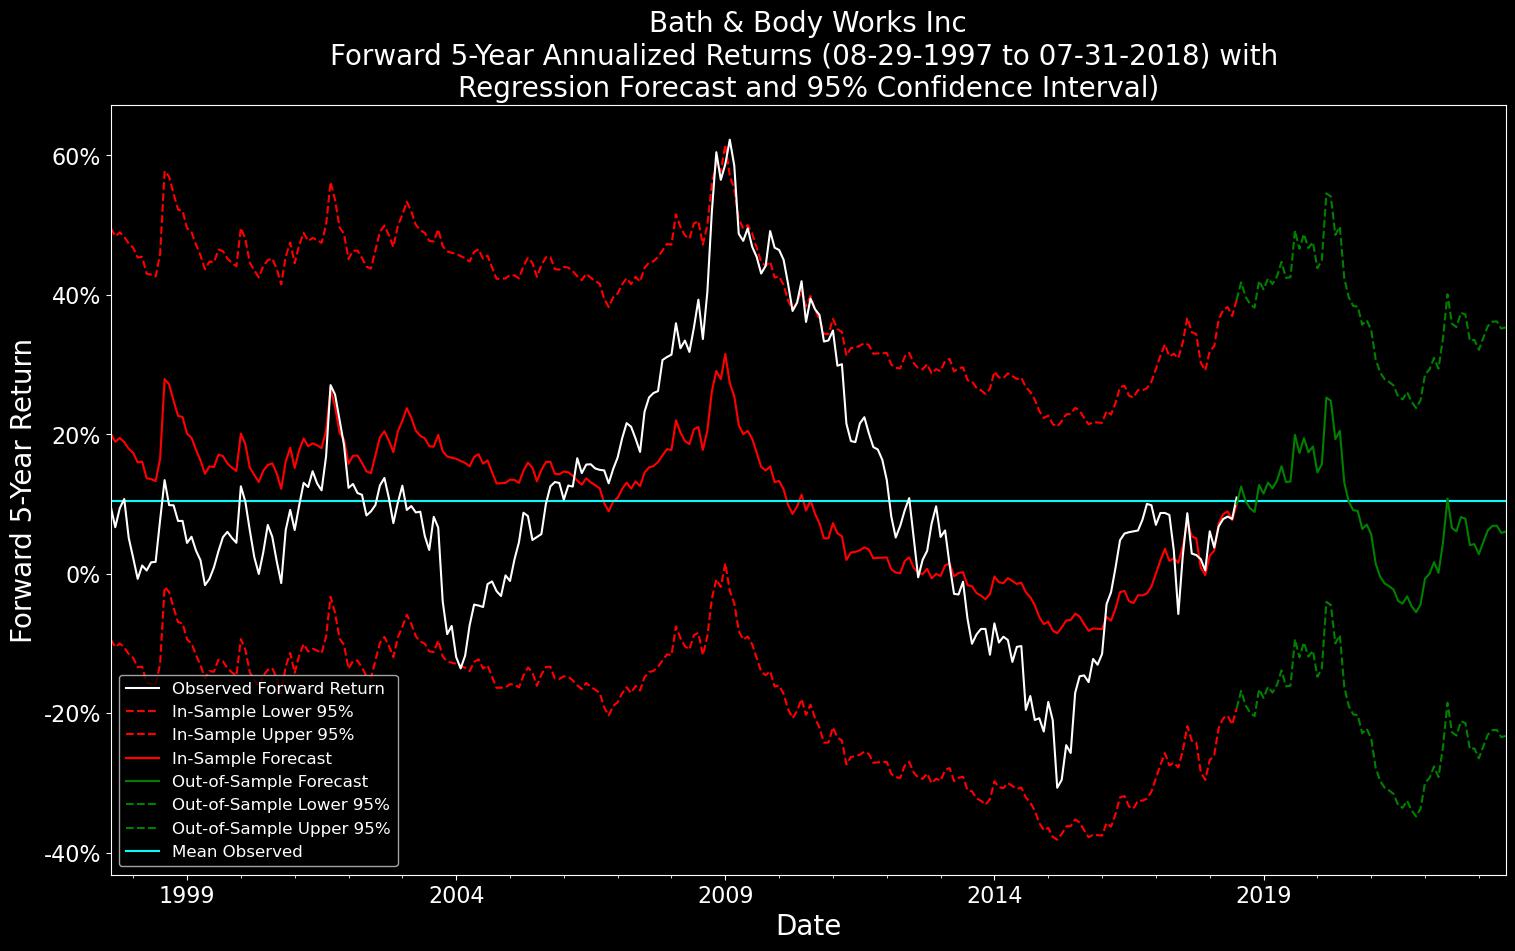 Bath & Body Works Inc
Forward 5-Year Annualized Returns (08-29-1997 to 07-31-2018) with
Regression Forecast and 95% Confidence Interval)
Forward 5-Year Return
60%
40%
20%
0%
-20%
-40%
Observed Forward Return
In-Sample Lower 95%
In-Sample Upper 95%
In-Sample Forecast
Out-of-Sample Forecast
Out-of-Sample Lower 95%
Out-of-Sample Upper 95%
Mean Observed
1999
2004
2009
2014
2019
Date